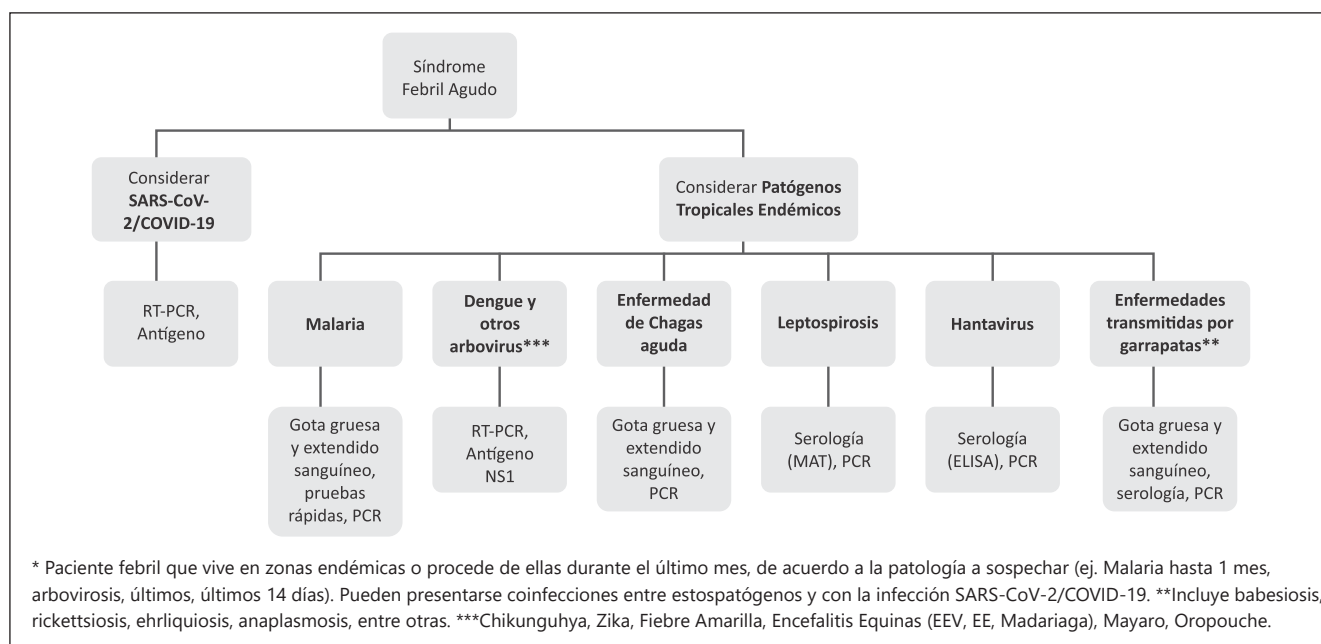 Síndrome
Febril Agudo
Considerar
SARS-CoV-
2/COVID-19
Considerar Patógenos
Tropicales Endémicos
RT-PCR,
Antígeno
Malaria
Dengue y
otros
arbovirus***
Enfermedad
de Chagas
aguda
Leptospirosis
Hantavirus
Enfermedades
transmitidas por
garrapatas**
Gota gruesa
y extendido
sanguíneo,
pruebas
rápidas, PCR
RT-PCR,
Antígeno
NS1
Gota gruesa y
extendido
sanguíneo,
PCR
Serología
(MAT), PCR
Serología
(ELISA), PCR
Gota gruesa y
extendido
sanguíneo,
serología, PCR
* Paciente febril que vive en zonas endémicas o procede de ellas durante el último mes, de acuerdo a la patología a sospechar (ej. Malaria hasta 1 mes,
arbovirosis, últimos, últimos 14 días). Pueden presentarse coinfecciones entre estospatógenos y con la infección SARS-CoV-2/COVID-19. **Incluye babesiosis,
rickettsiosis, ehrliquiosis, anaplasmosis, entre otras. ***Chikunguhya, Zika, Fiebre Amarilla, Encefalitis Equinas (EEV, EE, Madariaga), Mayaro, Oropouche.